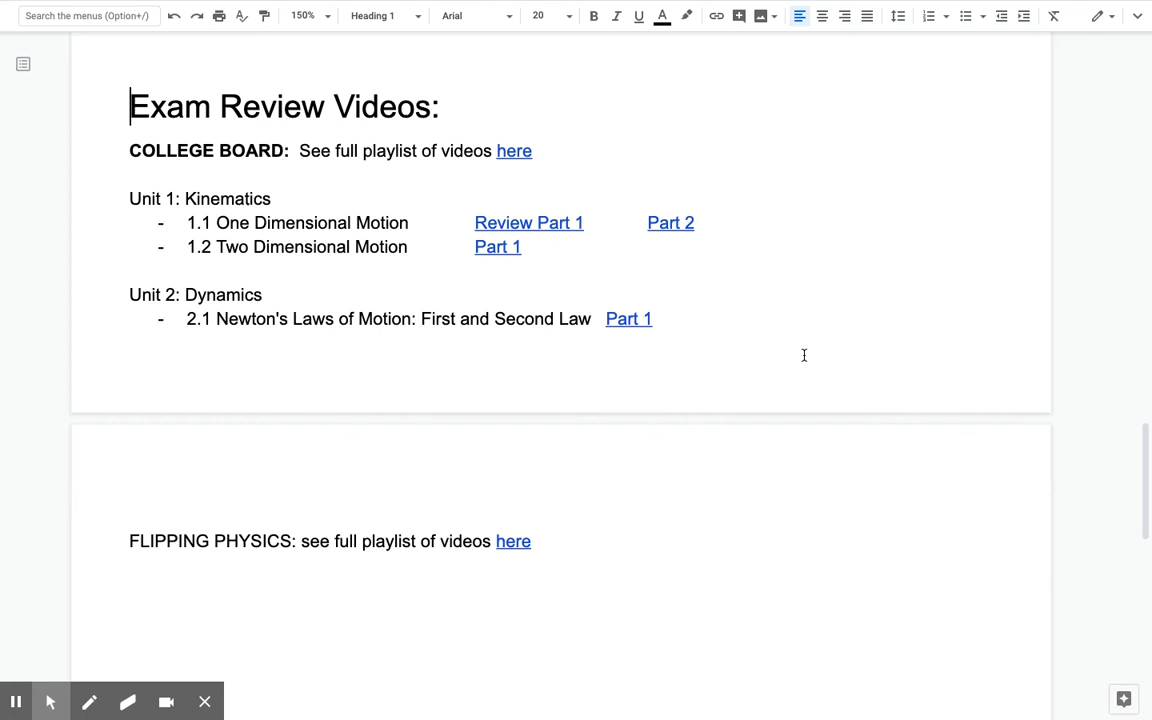 Search the menus (Option+/)
150%
Heading 1
Arial
20
B I U A
Exam Review Videos:
COLLEGE BOARD: See full playlist of videos here
Unit 1: Kinematics
- 1.1 One Dimensional Motion Review Part 1 Part 2
- 1.2 Two Dimensional Motion Part 1
Unit 2: Dynamics
- 2.1 Newton's Laws of Motion: First and Second Law Part 1
FLIPPING PHYSICS: see full playlist of videos here